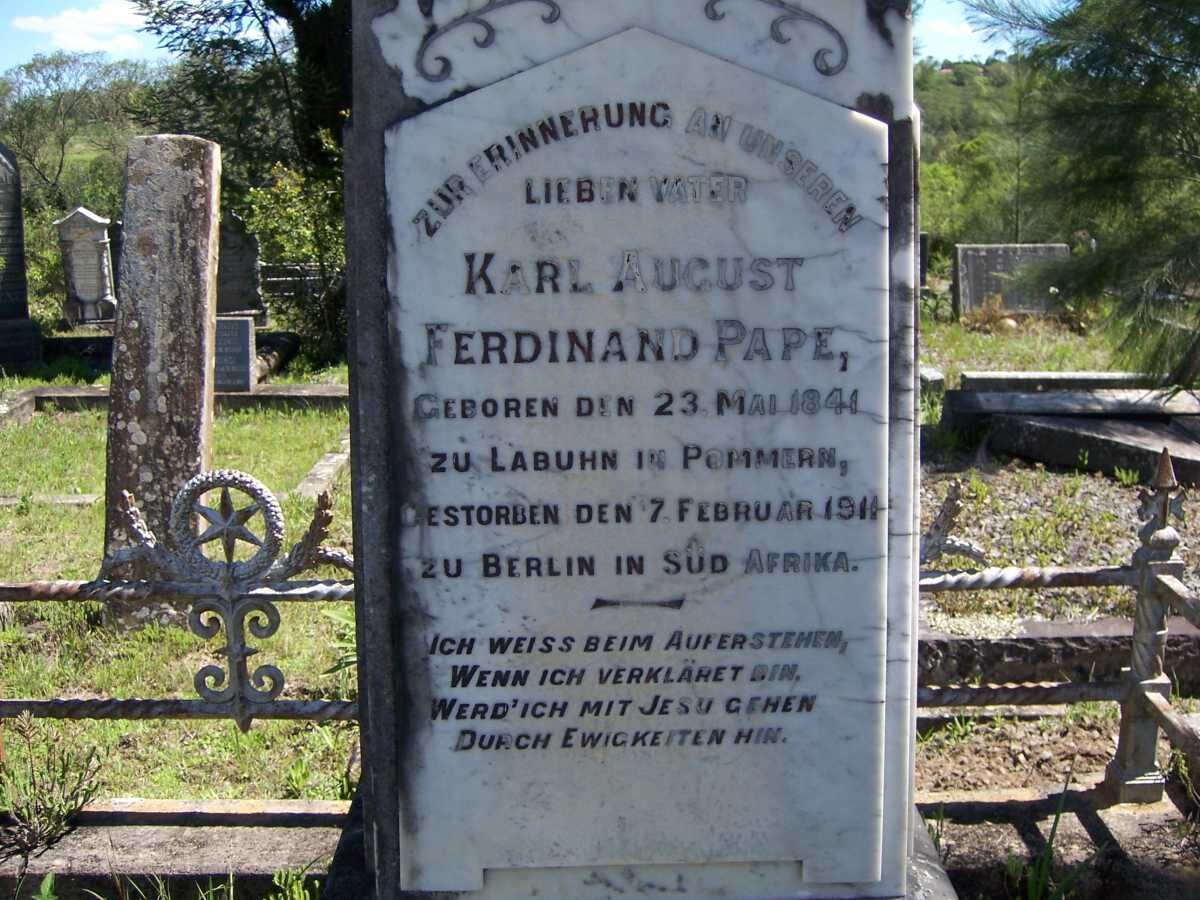 ZUR ERINNERUNG AN UNSEREN
LIEBEN VATER
KARL AUGUST
FERDINAND PAPE,
GEBOREN DEN 23. MAI 1841
ZU LABUHN IN POMMERN,
GESTORBEN DEN 7. FEBRUAR 1911
ZU BERLIN IN SÜD AFRIKA.
ICH WEISS BEIM AUFERSTEHEN,
WENN ICH VERKLÄRET BIN,
WERD'ICH MIT JESU GEHEN
DURCH EWIGKEITEN HIN.